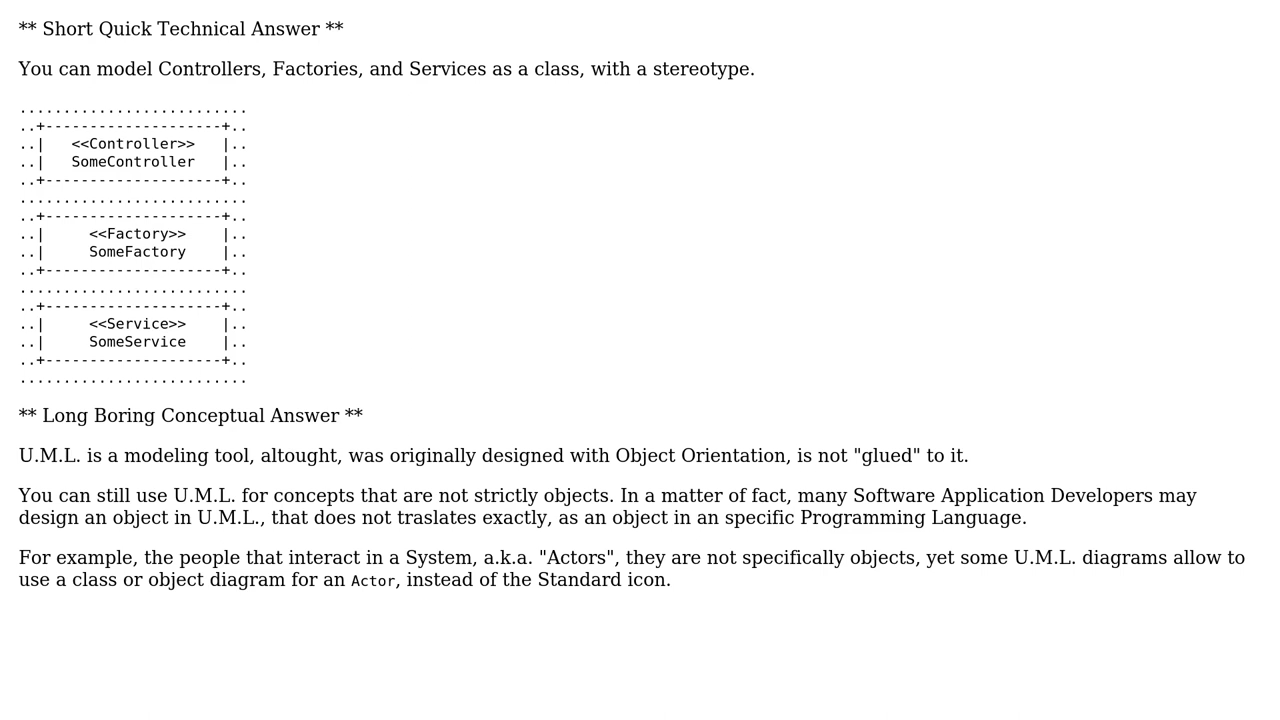 ** Short Quick Technical Answer **
You can model Controllers, Factories, and Services as a class, with a stereotype.
..........................
..+--------------------+..
..|   <<Controller>>   |..
..|   SomeController   |..
..+--------------------+..
..........................
..+--------------------+..
..|     <<Factory>>    |..
..|     SomeFactory    |..
..+--------------------+..
..........................
..+--------------------+..
..|     <<Service>>    |..
..|     SomeService    |..
..+--------------------+..
..........................
** Long Boring Conceptual Answer **
U.M.L. is a modeling tool, altought, was originally designed with Object Orientation, is not "glued" to it.
You can still use U.M.L. for concepts that are not strictly objects. In a matter of fact, many Software Application Developers may
design an object in U.M.L., that does not traslates exactly, as an object in an specific Programming Language.
For example, the people that interact in a System, a.k.a. "Actors", they are not specifically objects, yet some U.M.L. diagrams allow to
use a class or object diagram for an Actor, instead of the Standard icon.